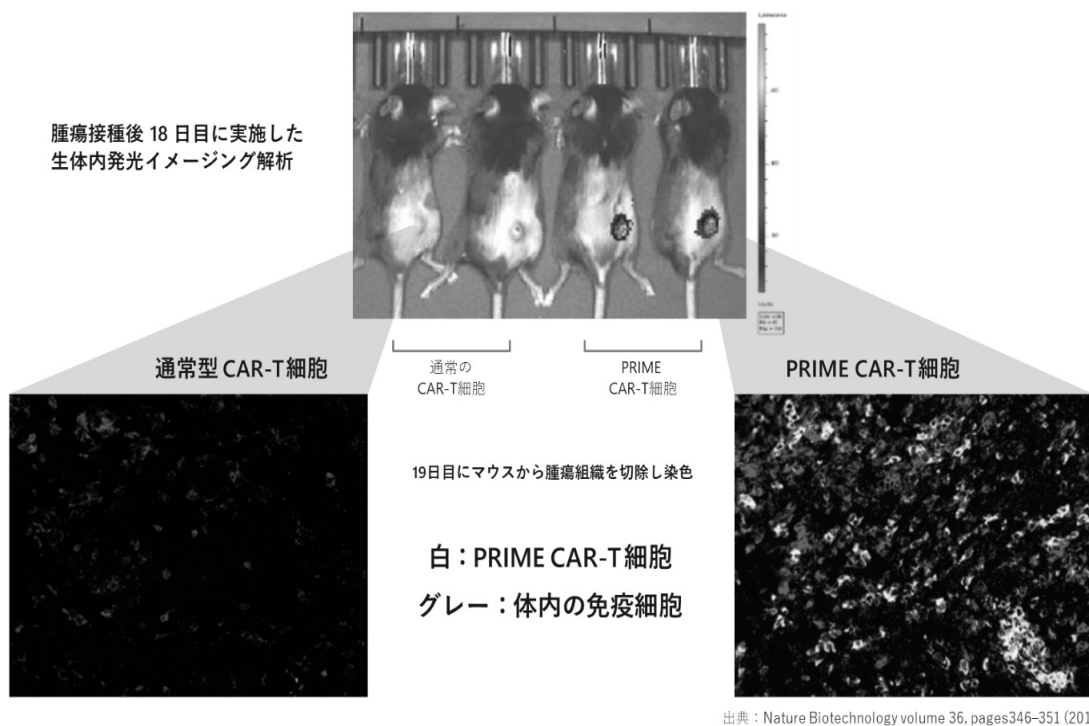 腫瘍接種後 18 日目に実施した
生体内発光イメージング解析
Luminescence
通常型 CAR-T細胞
通常の
CAR-T細胞
PRIME
CAR-T細胞
PRIME CAR-T細胞
19日目にマウスから腫瘍組織を切除し染色
白：PRIME CAR-T細胞
グレー：体内の免疫細胞
出典：Nature Biotechnology volume 36, pages346–351 (201